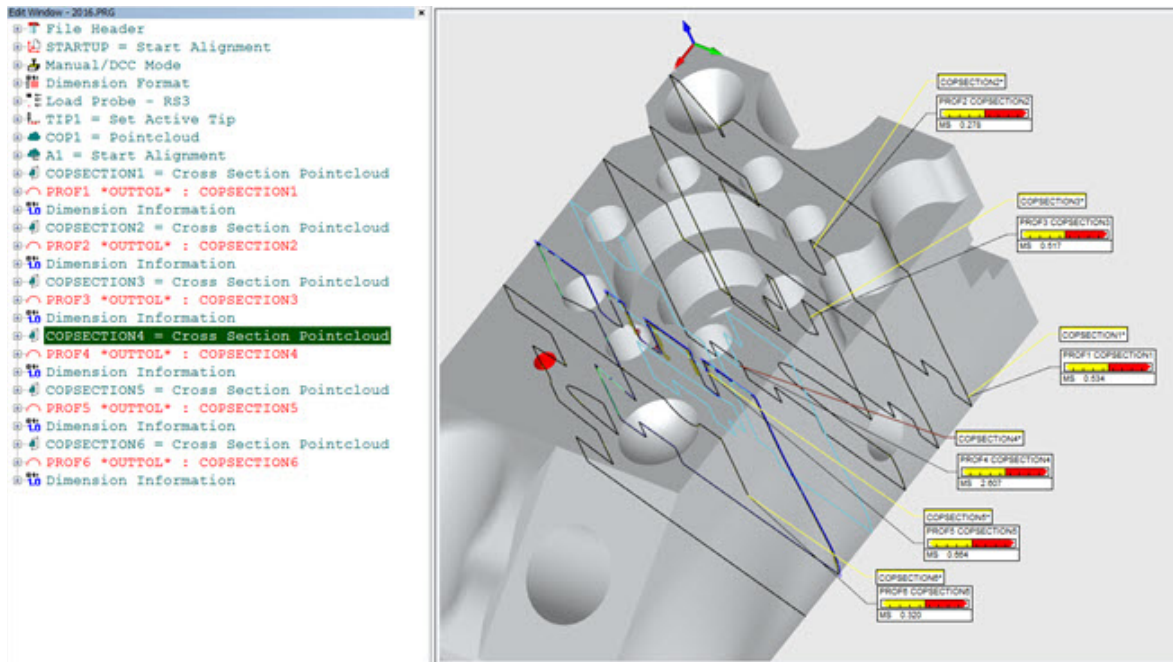 Edit Window - 2016.PRG
File Header
STARTUP = Start Alignment
Manual/DCC Mode
Dimension Format
Load Probe - RS3
TIP1 = Set Active Tip
COP1 = Pointcloud
A1 = Start Alignment
COPSECTION1 = Cross Section Pointcloud
PROF1 *OUTTOL* : COPSECTION1
Dimension Information
COPSECTION2 = Cross Section Pointcloud
PROF2 *OUTTOL* : COPSECTION2
Dimension Information
COPSECTION3 = Cross Section Pointcloud
PROF3 *OUTTOL* : COPSECTION3
Dimension Information
COPSECTION4 = Cross Section Pointcloud
PROF4 *OUTTOL* : COPSECTION4
Dimension Information
COPSECTION5 = Cross Section Pointcloud
PROF5 *OUTTOL* : COPSECTION5
Dimension Information
COPSECTION6 = Cross Section Pointcloud
PROF6 *OUTTOL* : COPSECTION6
Dimension Information
COPSECTION2*
PROF2 COPSECTION2
MS 0.278
COPSECTION3*
PROF3 COPSECTION3
MS 0.517
COPSECTION1*
PROF1 COPSECTION1
MS 0.534
COPSECTION4*
PROF4 COPSECTION4
MS 2.607
COPSECTION5*
PROF5 COPSECTION5
MS 0.564
COPSECTION6*
PROF6 COPSECTION6
MS 0.320